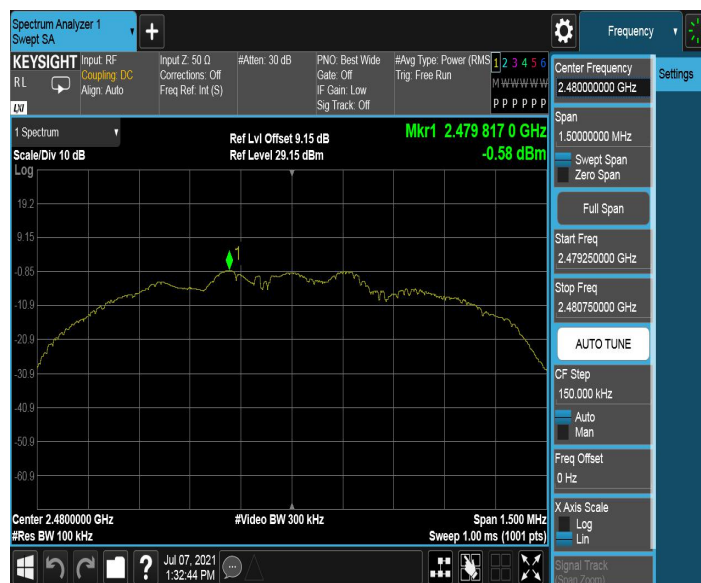 Spectrum Analyzer 1
Swept SA
+
Frequency
KEYSIGHT
RL
LXI
Input: RF
Coupling: DC
Align: Auto
Input Z: 50 Ω
Corrections: Off
Freq Ref: Int (S)
#Atten: 30 dB
PNO: Best Wide
Gate: Off
IF Gain: Low
Sig Track: Off
#Avg Type: Power (RMS
Trig: Free Run
1 2 3 4 5 6
M W W W W W
P P P P P P
1 Spectrum
Scale/Div 10 dB
Log
Ref Lvl Offset 9.15 dB
Ref Level 29.15 dBm
Mkr1 2.479 817 0 GHz
-0.58 dBm
19.2
9.15
-0.85
-10.9
-20.9
-30.9
-40.9
-50.9
-60.9
1
Center 2.4800000 GHz
#Res BW 100 kHz
#Video BW 300 kHz
Span 1.500 MHz
Sweep 1.00 ms (1001 pts)
Jul 07, 2021
1:32:44 PM
Center Frequency
2.480000000 GHz
Settings
Span
1.50000000 MHz
Swept Span
Zero Span
Full Span
Start Freq
2.479250000 GHz
Stop Freq
2.480750000 GHz
AUTO TUNE
CF Step
150.000 kHz
Auto
Man
Freq Offset
0 Hz
X Axis Scale
Log
Lin
Signal Track
(Span Zoom)